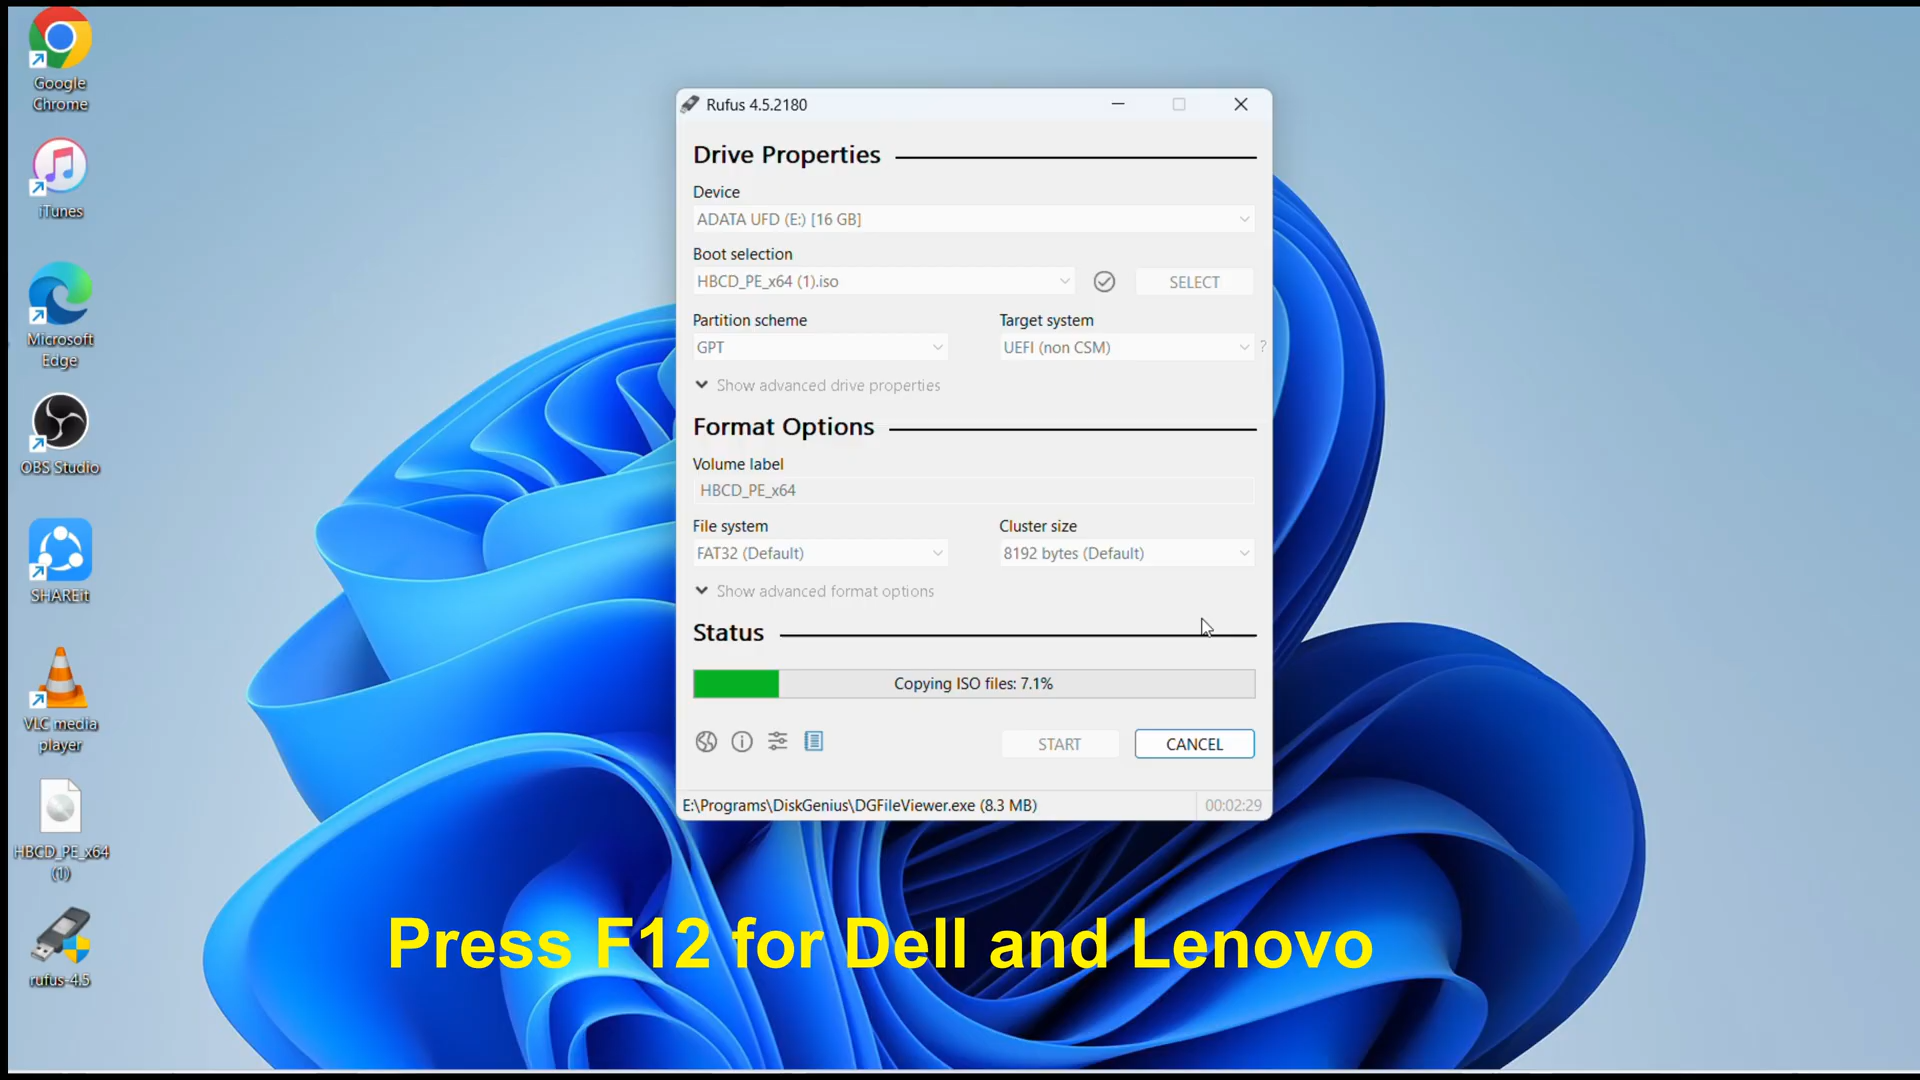 Google
Chrome
iTunes
Microsoft
Edge
OBS Studio
SHAREit
VLC media
player
HBCD_PE_x64
(1)
rufus-4.5
Rufus 4.5.2180
Drive Properties
Device
ADATA UFD (E:) [16 GB]
Boot selection
HBCD_PE_x64 (1).iso
SELECT
Partition scheme
Target system
GPT
UEFI (non CSM)
?
Show advanced drive properties
Format Options
Volume label
HBCD_PE_x64
File system
Cluster size
FAT32 (Default)
8192 bytes (Default)
Show advanced format options
Status
Copying ISO files: 7.1%
START
CANCEL
E:\Programs\DiskGenius\DGFileViewer.exe (8.3 MB)
00:02:29
Press F12 for Dell and Lenovo